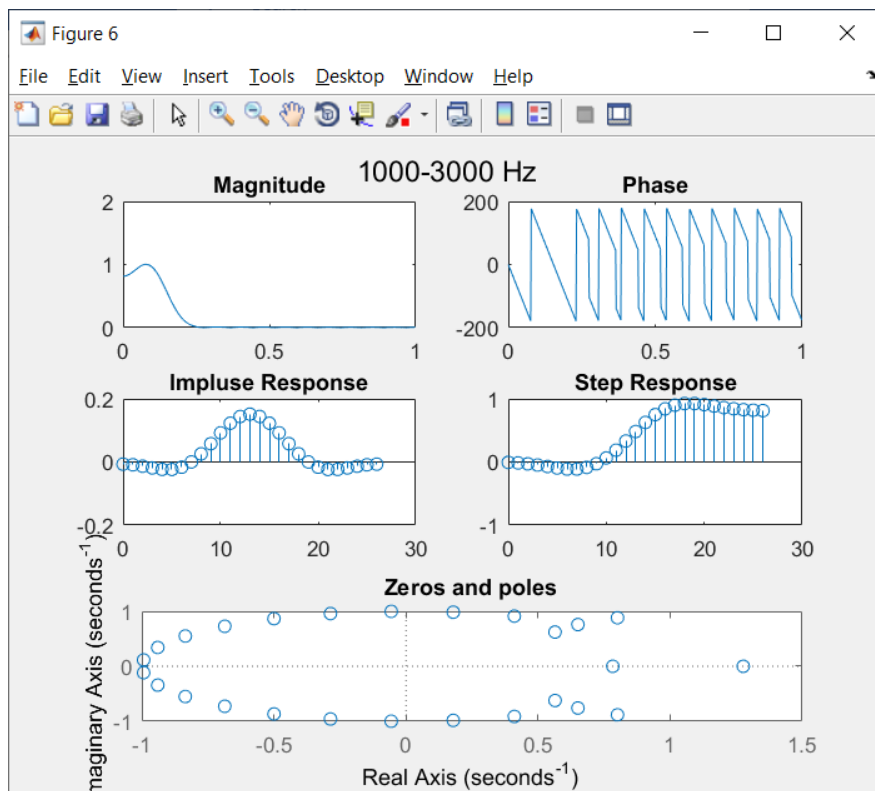 Figure 6
File Edit View Insert Tools Desktop Window Help
1000-3000 Hz
Magnitude
2
1
0
0 0.5 1
Phase
200
0
-200
0 0.5 1
Impluse Response
0.2
0
-0.2
0 10 20 30
Step Response
1
0
-1
0 10 20 30
Zeros and poles
maginary Axis (seconds⁻¹)
1
0
-1
-1 -0.5 0 0.5 1 1.5
Real Axis (seconds⁻¹)